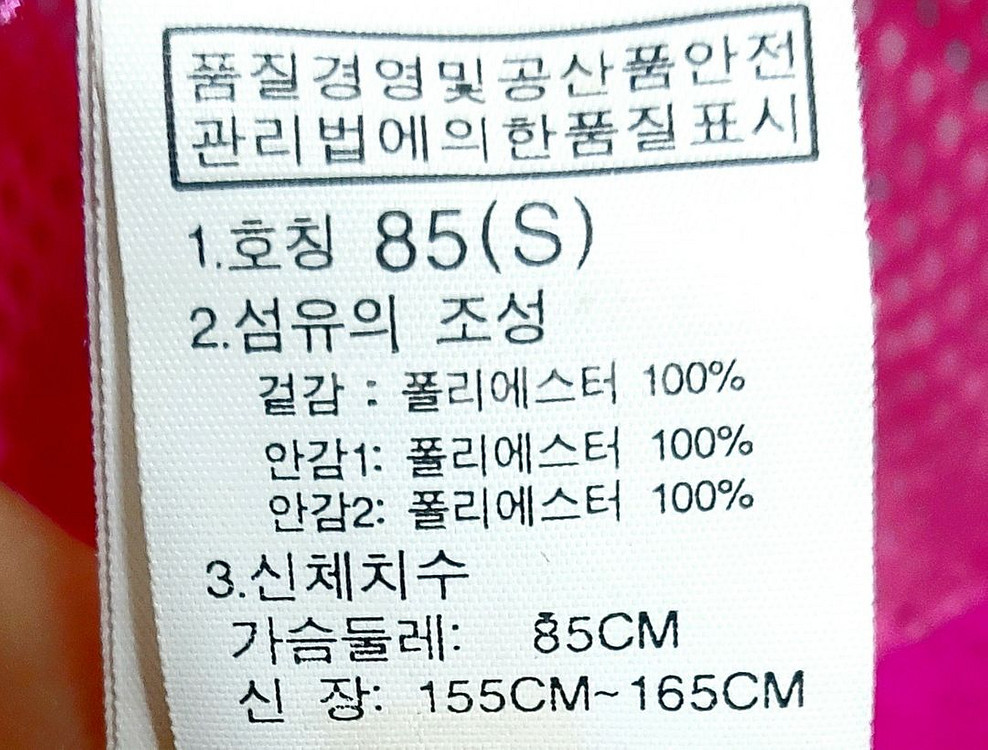 품질경영및공산품안전
관리법에의한품질표시
1.호칭 85(S)
2.섬유의 조성
겉감 : 폴리에스터 100%
안감1: 폴리에스터 100%
안감2: 폴리에스터 100%
3.신체치수
가슴둘레: 85CM
신 장: 155CM~165CM